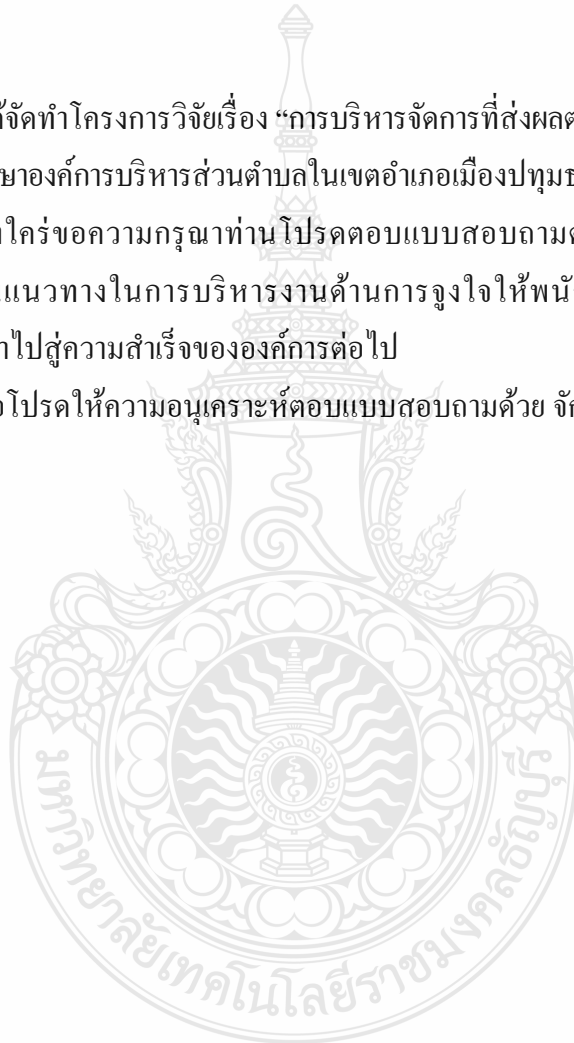 จัดทำโครงการวิจัยเรื่อง “การบริหารจัดการที่ส่งผลต
ษาองค์การบริหารส่วนตำบลในเขตอำเภอเมืองปทุมธ
ใคร่ขอความกรุณาท่านโปรดตอบแบบสอบถาม
แนวทางในการบริหารงานด้านการจูงใจให้พนั
ำไปสู่ความสำเร็จขององค์การต่อไป
โปรดให้ความอนุเคราะห์ตอบแบบสอบถามด้วย จัก
มหาวิทยาลัยเทคโนโลยีราชมงคลธัญบุรี